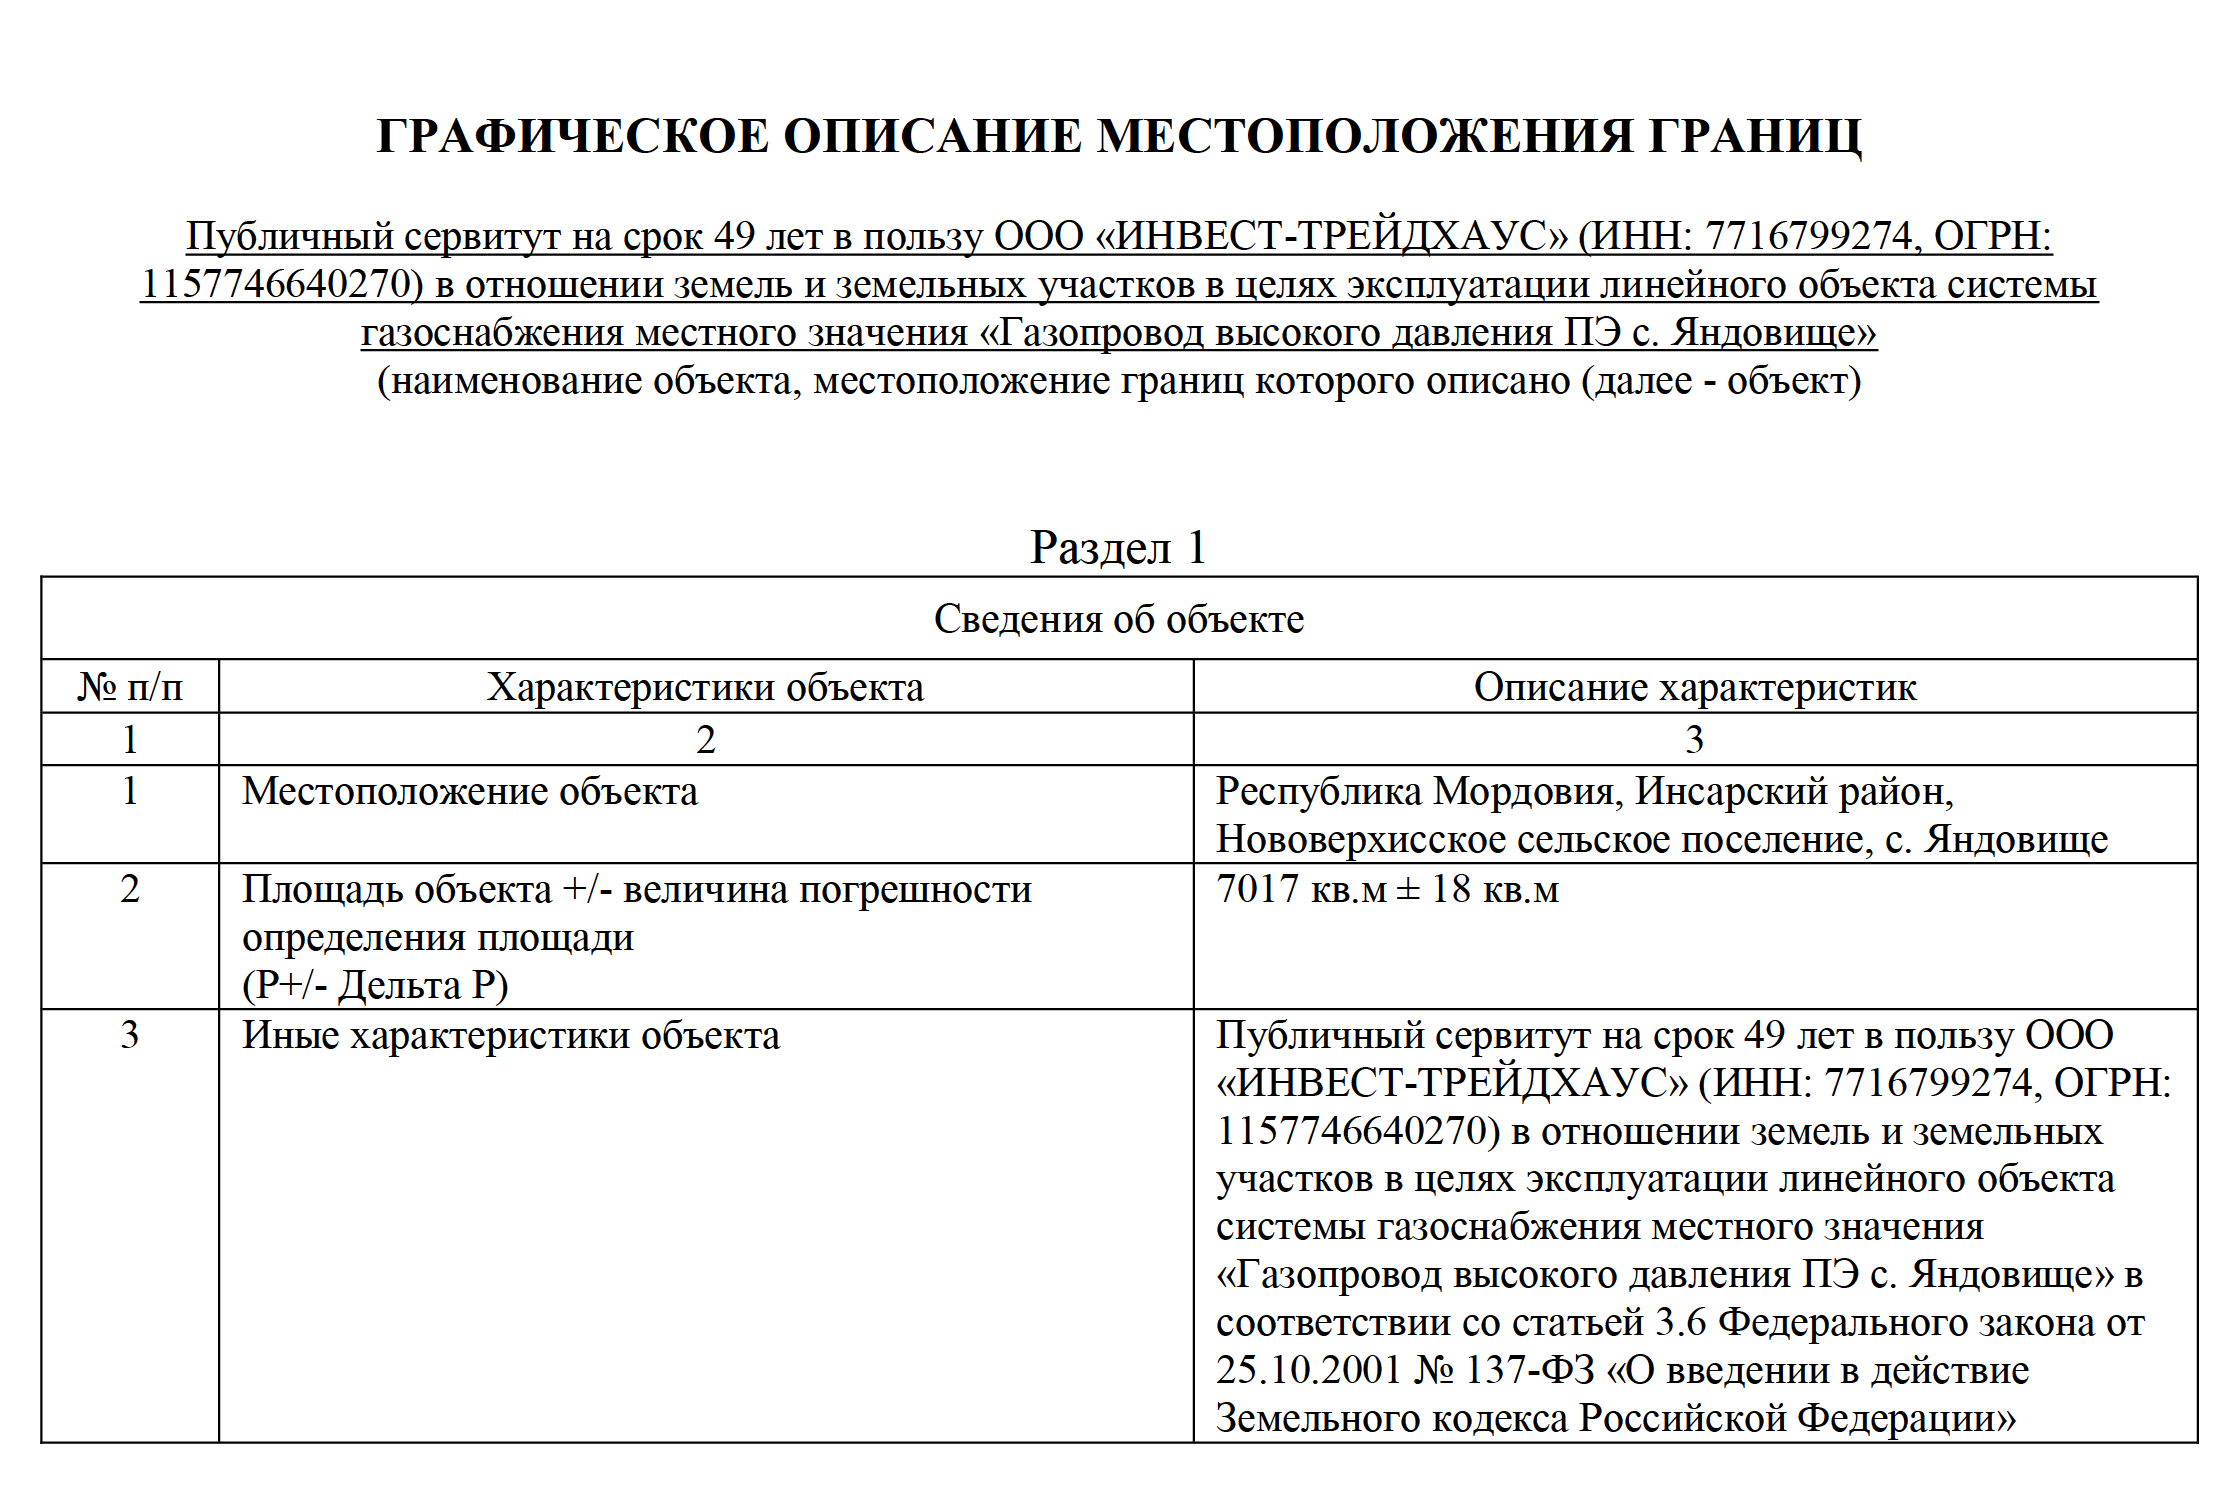 ГРАФИЧЕСКОЕ ОПИСАНИЕ МЕСТОПОЛОЖЕНИЯ ГРАНИЦ
Публичный сервитут на срок 49 лет в пользу ООО «ИНВЕСТ-ТРЕЙДХАУС» (ИНН: 7716799274, ОГРН:
1157746640270) в отношении земель и земельных участков в целях эксплуатации линейного объекта системы
газоснабжения местного значения «Газопровод высокого давления ПЭ с. Яндовище»
(наименование объекта, местоположение границ которого описано (далее - объект)
Раздел 1
Сведения об объекте
№ п/п Характеристики объекта Описание характеристик
1 2 3
1 Местоположение объекта Республика Мордовия, Инсарский район,
Нововерхисское сельское поселение, с. Яндовище
2 Площадь объекта +/- величина погрешности 7017 кв.м ± 18 кв.м
определения площади
(Р+/- Дельта Р)
3 Иные характеристики объекта Публичный сервитут на срок 49 лет в пользу ООО
«ИНВЕСТ-ТРЕЙДХАУС» (ИНН: 7716799274, ОГРН:
1157746640270) в отношении земель и земельных
участков в целях эксплуатации линейного объекта
системы газоснабжения местного значения
«Газопровод высокого давления ПЭ с. Яндовище» в
соответствии со статьей 3.6 Федерального закона от
25.10.2001 № 137-ФЗ «О введении в действие
Земельного кодекса Российской Федерации»